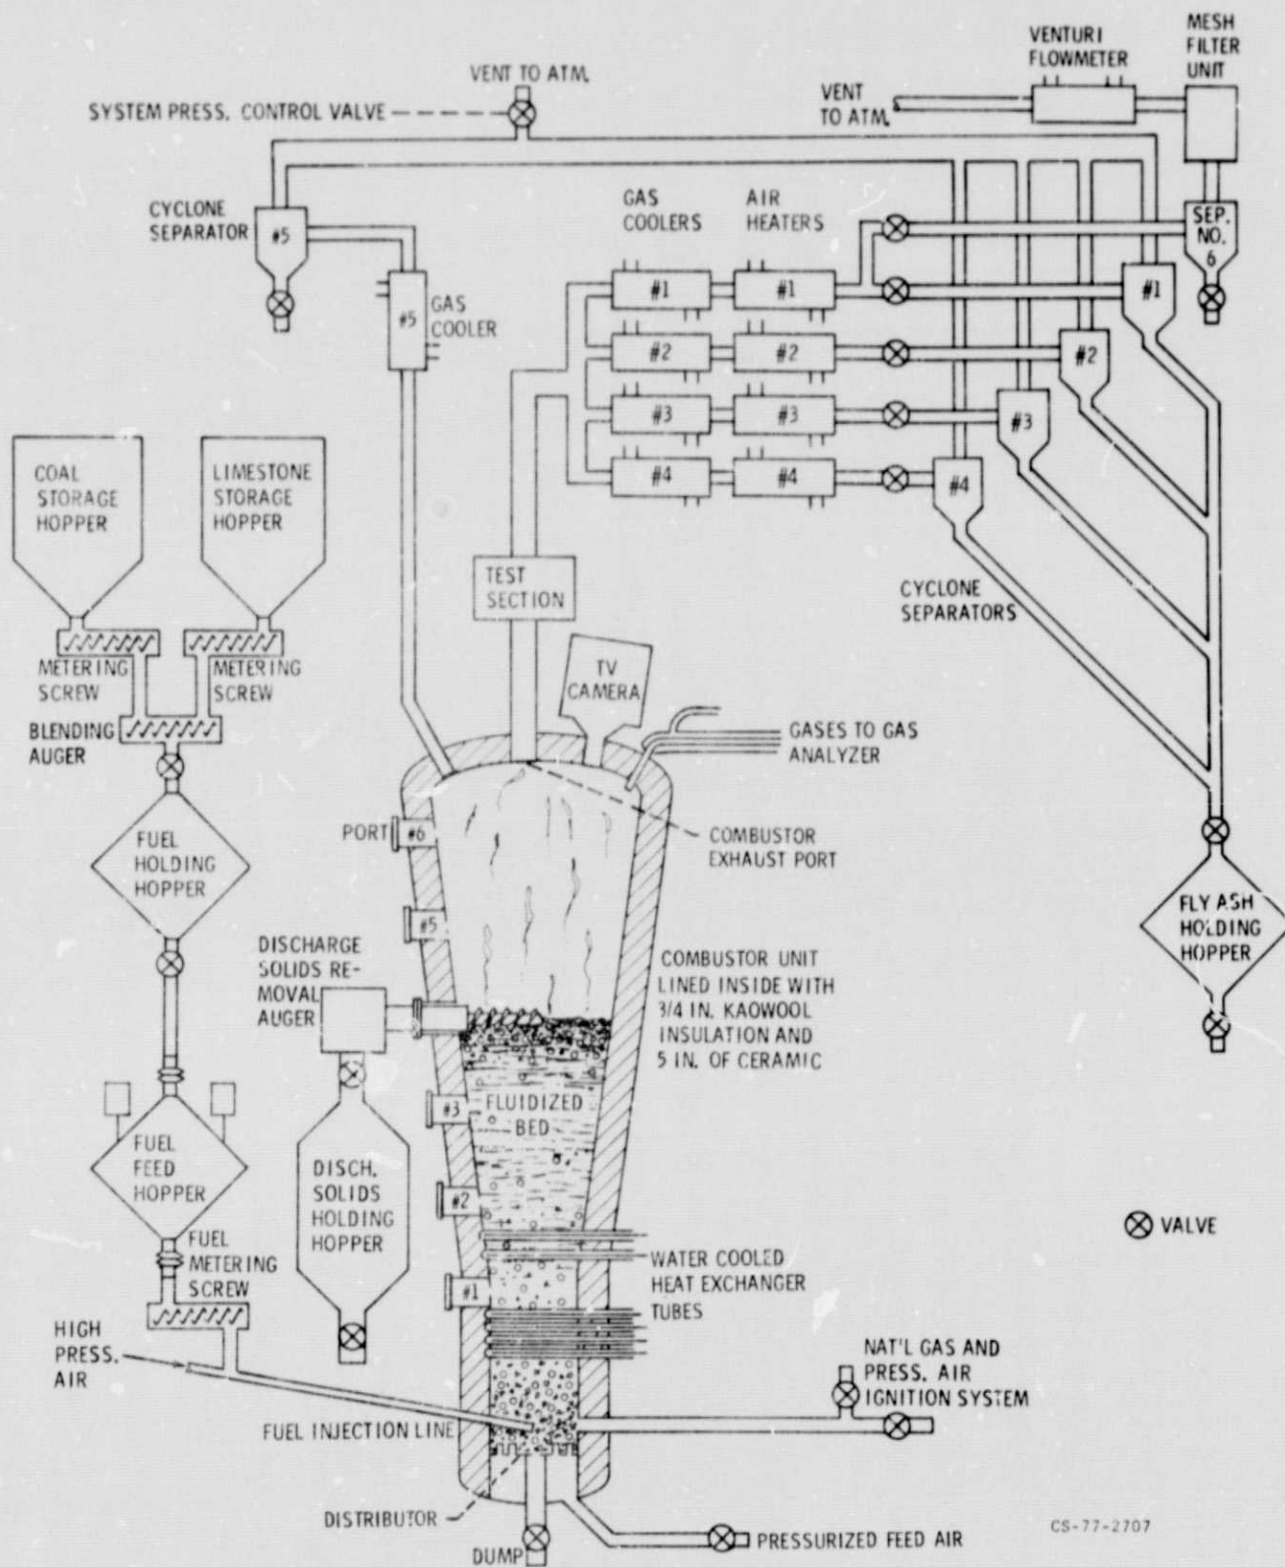 VENT TO ATM.
SYSTEM PRESS. CONTROL VALVE
VENTURI
FLOWMETER
MESH
FILTER
UNIT
VENT
TO ATM.
CYCLONE
SEPARATOR
#5
GAS
COOLERS
AIR
HEATERS
SEP.
NO.
6
#5
GAS
COOLER
#1
#1
#1
#2
#2
#2
#3
#3
#3
#4
#4
#4
COAL
STORAGE
HOPPER
LIMESTONE
STORAGE
HOPPER
TEST
SECTION
CYCLONE
SEPARATORS
METERING
SCREW
METERING
SCREW
TV
CAMERA
BLENDING
AUGER
GASES TO GAS
ANALYZER
PORT
#6
COMBUSTOR
EXHAUST PORT
FUEL
HOLDING
HOPPER
#5
FLY ASH
HOLDING
HOPPER
DISCHARGE
SOLIDS RE-
MOVAL
AUGER
COMBUSTOR UNIT
LINED INSIDE WITH
3/4 IN. KAOWOOL
INSULATION AND
5 IN. OF CERAMIC
#3
FLUIDIZED
BED
FUEL
FEED
HOPPER
DISCH.
SOLIDS
HOLDING
HOPPER
#2
VALVE
FUEL
METERING
SCREW
WATER COOLED
HEAT EXCHANGER
TUBES
#1
HIGH
PRESS.
AIR
NAT'L GAS AND
PRESS. AIR
IGNITION SYSTEM
FUEL INJECTION LINE
DISTRIBUTOR
DUMP
PRESSURIZED FEED AIR
CS-77-2707